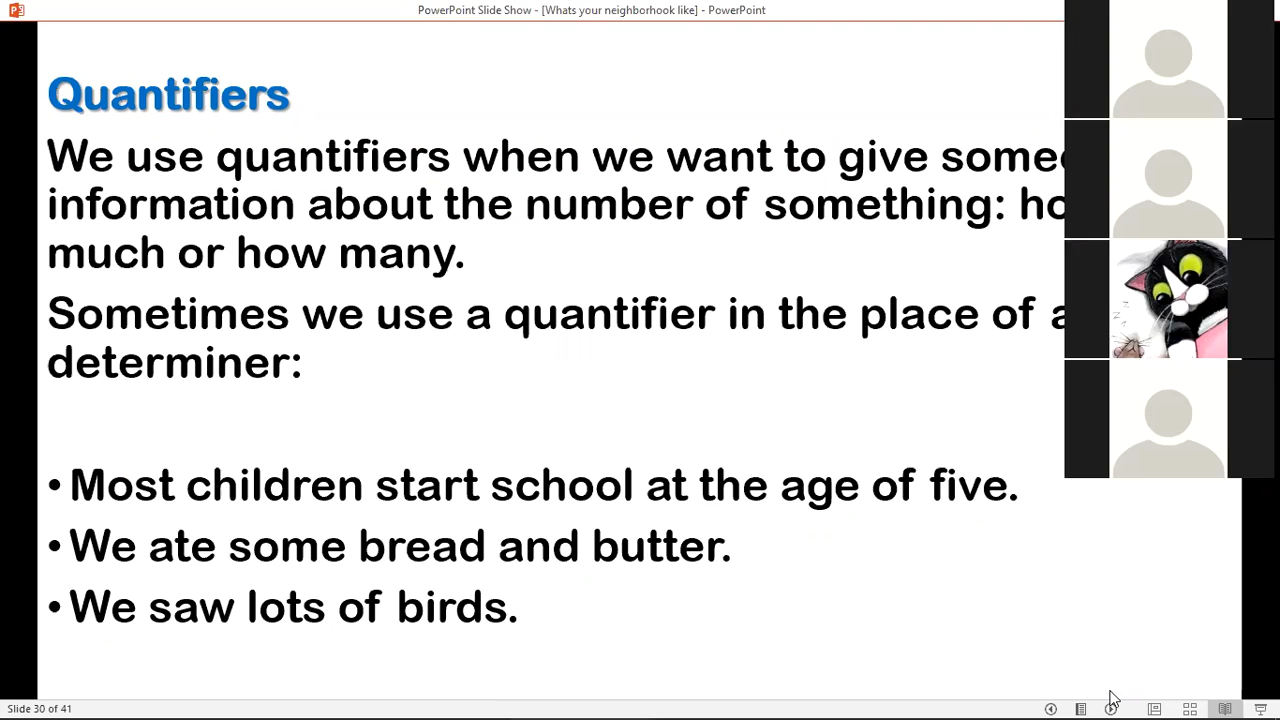 PowerPoint Slide Show - [Whats your neighborhook like] - PowerPoint
Quantifiers
We use quantifiers when we want to give
information about the number of something:
much or how many.
Sometimes we use a quantifier in the place of a
determiner:
• Most children start school at the age of five.
• We ate some bread and butter.
• We saw lots of birds.
Slide 30 of 41